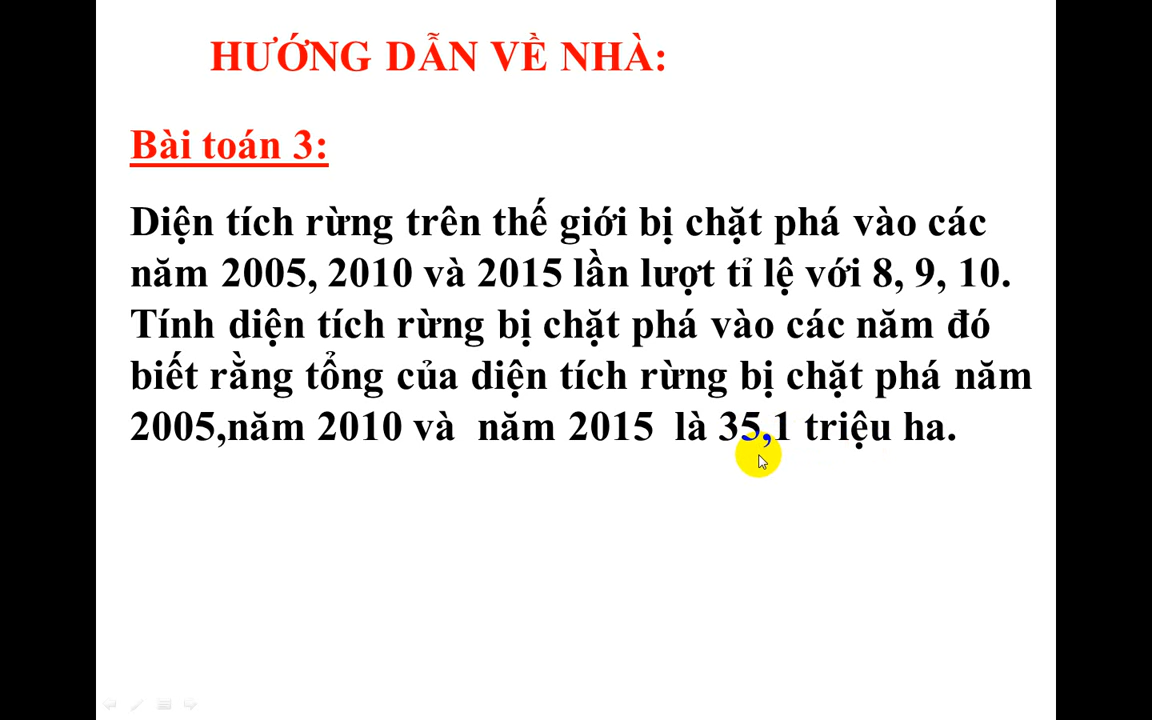 HƯỚNG DẪN VỀ NHÀ:
Bài toán 3:
Diện tích rừng trên thế giới bị chặt phá vào các
năm 2005, 2010 và 2015 lần lượt tỉ lệ với 8, 9, 10.
Tính diện tích rừng bị chặt phá vào các năm đó
biết rằng tổng của diện tích rừng bị chặt phá năm
2005,năm 2010 và  năm 2015  là 35,1 triệu ha.